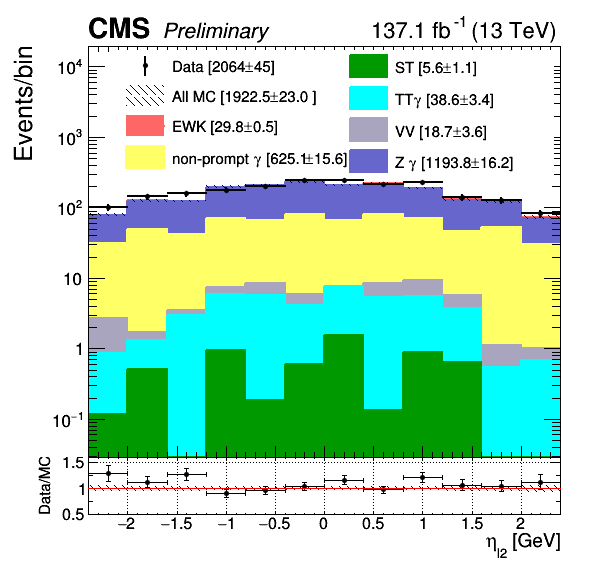 CMS Preliminary 137.1 fb⁻¹ (13 TeV)
Events/bin
Data [2064±45]
All MC [1922.5±23.0 ]
EWK [29.8±0.5]
non-prompt γ [625.1±15.6]
ST [5.6±1.1]
TTγ [38.6±3.4]
VV [18.7±3.6]
Z γ [1193.8±16.2]
10⁴
10³
10²
10
1
10⁻¹
Data/MC
1.5
1
0.5
−2 −1.5 −1 −0.5 0 0.5 1 1.5 2
η_l2 [GeV]